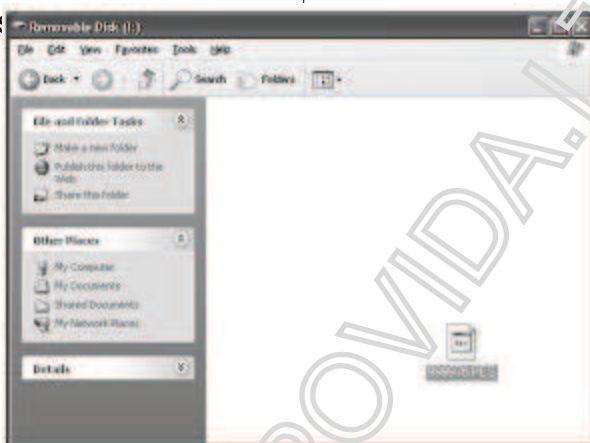 Removable Disk (I:)
File Edit View Favorites Tools Help
Back Search Folders
File and Folder Tasks
Make a new folder
Publish this folder to the
Web
Share this folder
Other Places
My Computer
My Documents
Shared Documents
My Network Places
Details
OVIDA.